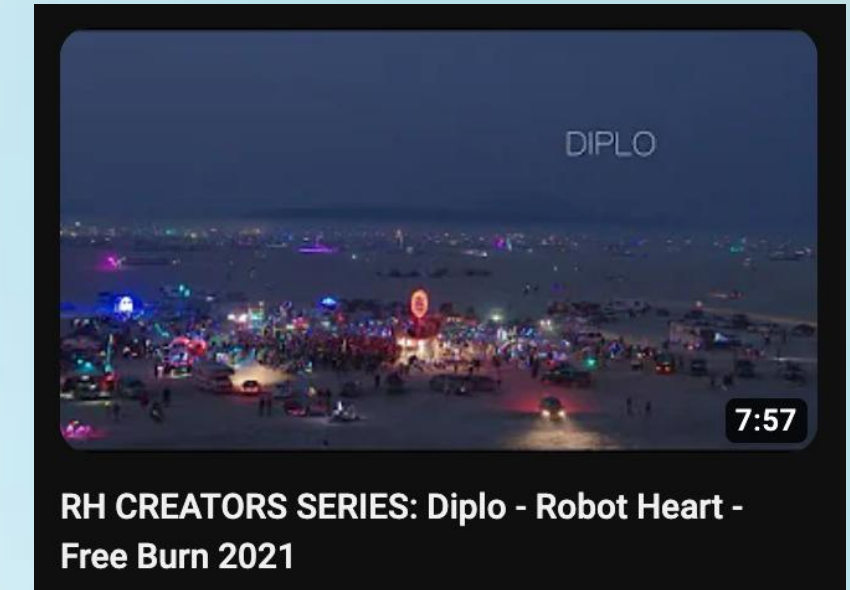 DIPLO
7:57
RH CREATORS SERIES: Diplo - Robot Heart -
Free Burn 2021